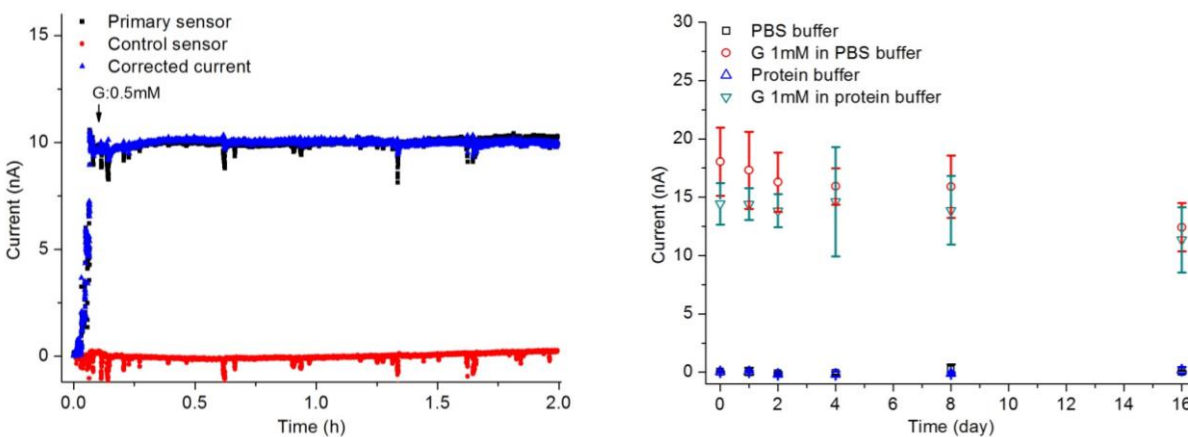 15
10
5
0
Current (nA)
Primary sensor
Control sensor
Corrected current
G:0.5mM
0.0
0.5
1.0
1.5
2.0
Time (h)
30
25
20
15
10
5
0
Current (nA)
PBS buffer
G 1mM in PBS buffer
Protein buffer
G 1mM in protein buffer
0
2
4
6
8
10
12
14
16
Time (day)